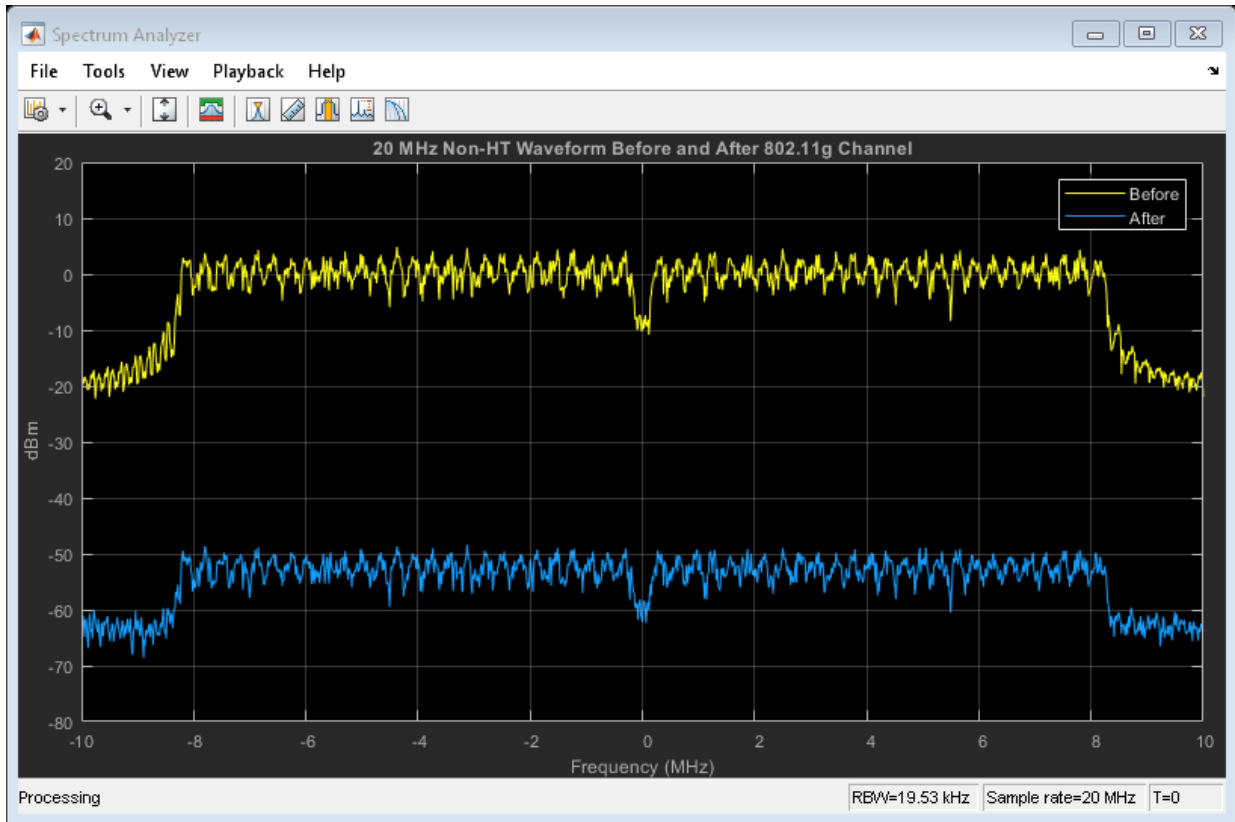 Spectrum Analyzer
File Tools View Playback Help
20 MHz Non-HT Waveform Before and After 802.11g Channel
Before
After
20
10
0
-10
-20
-30
-40
-50
-60
-70
-80
dBm
-10 -8 -6 -4 -2 0 2 4 6 8 10
Frequency (MHz)
Processing RBW=19.53 kHz Sample rate=20 MHz T=0